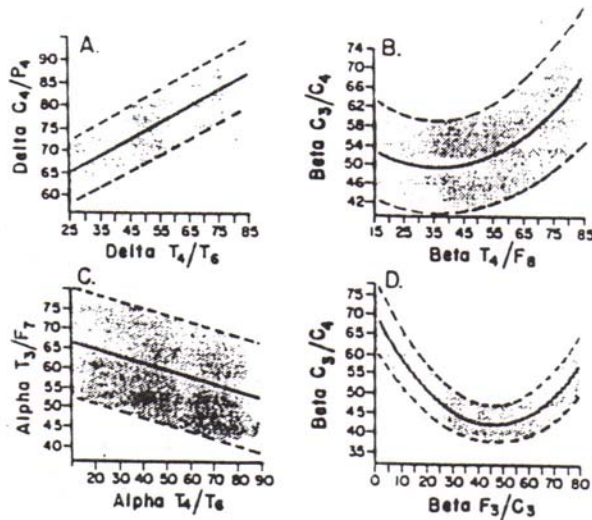 A.
Delta C₄/P₄
95
90
85
80
75
70
65
60
25 35 45 55 65 75 85
Delta T₄/T₆
B.
Beta C₃/C₄
74
70
66
62
58
54
50
46
42
15 25 35 45 55 65 75 85
Beta T₄/F₈
C.
Alpha T₃/F₇
75
70
65
60
55
50
45
40
10 20 30 40 50 60 70 80 90
Alpha T₄/T₆
D.
Beta C₃/C₄
75
70
65
60
55
50
45
40
35
0 10 20 30 40 50 60 70 80
Beta F₃/C₃